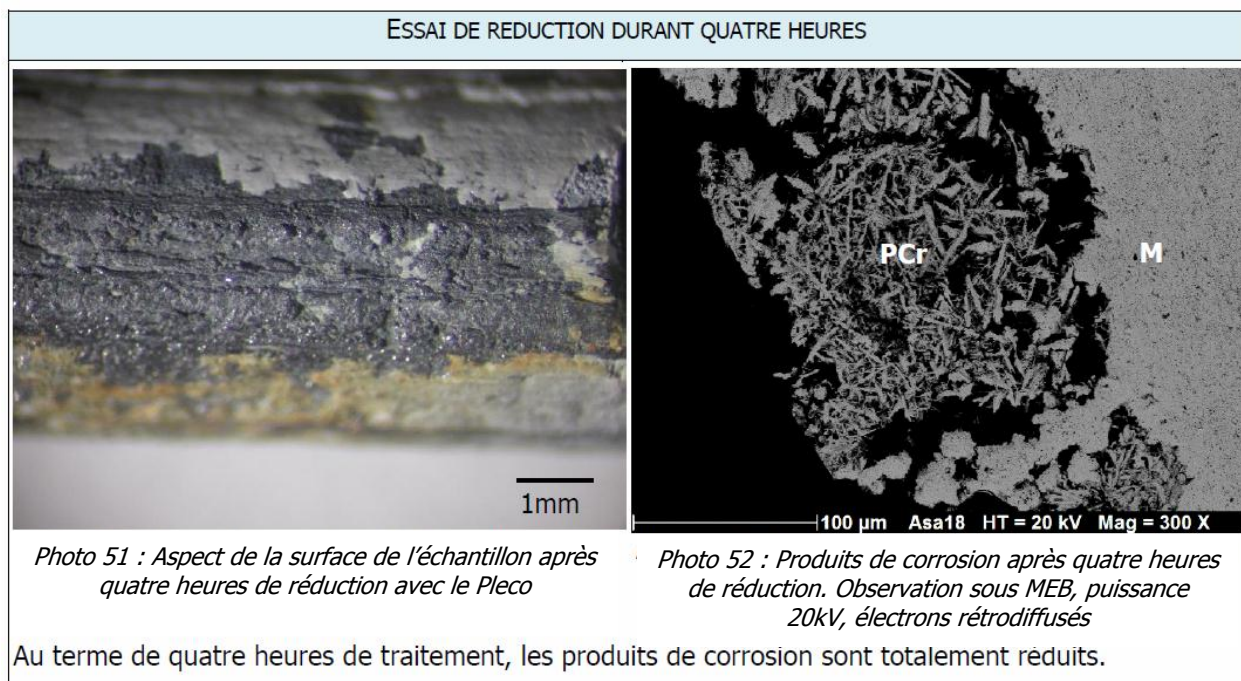 ESSAI DE REDUCTION DURANT QUATRE HEURES
1mm
PCr
M
100 µm Asa18 HT = 20 kV Mag = 300 X
Photo 51 : Aspect de la surface de l'échantillon après
quatre heures de réduction avec le Pleco
Photo 52 : Produits de corrosion après quatre heures
de réduction. Observation sous MEB, puissance
20kV, électrons rétrodiffusés
Au terme de quatre heures de traitement, les produits de corrosion sont totalement réduits.